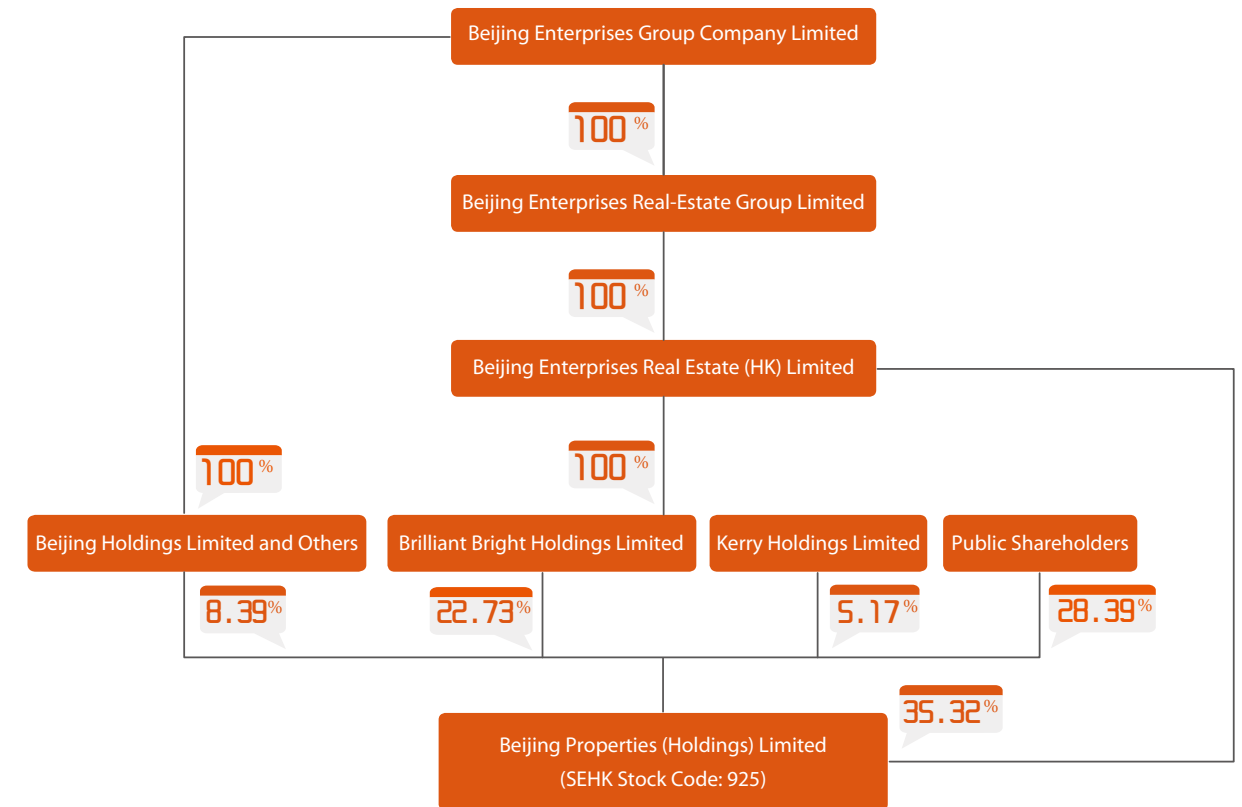 Beijing Enterprises Group Company Limited
100%
Beijing Enterprises Real-Estate Group Limited
100%
Beijing Enterprises Real Estate (HK) Limited
100%
100%
Beijing Holdings Limited and Others
Brilliant Bright Holdings Limited
Kerry Holdings Limited
Public Shareholders
8.39%
22.73%
5.17%
28.39%
35.32%
Beijing Properties (Holdings) Limited
(SEHK Stock Code: 925)